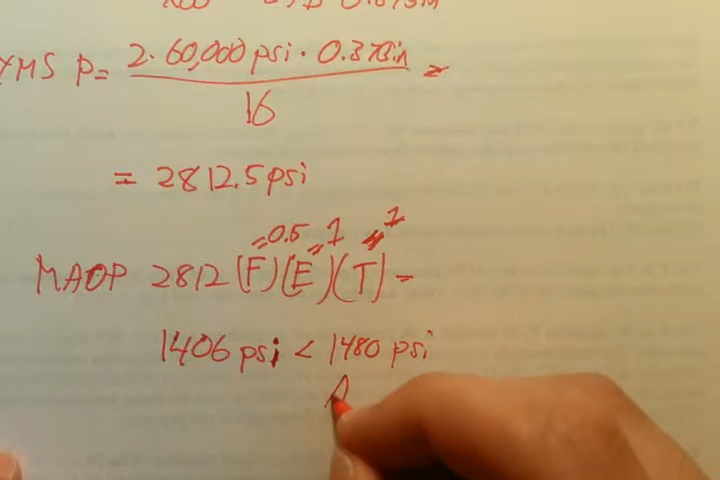 YMS P = 2·60,000 psi · 0.375in =
16
= 2812.5 psi
=0.5 =1 =1
MAOP 2812 (F)(E)(T) =
1406 psi < 1480 psi
A